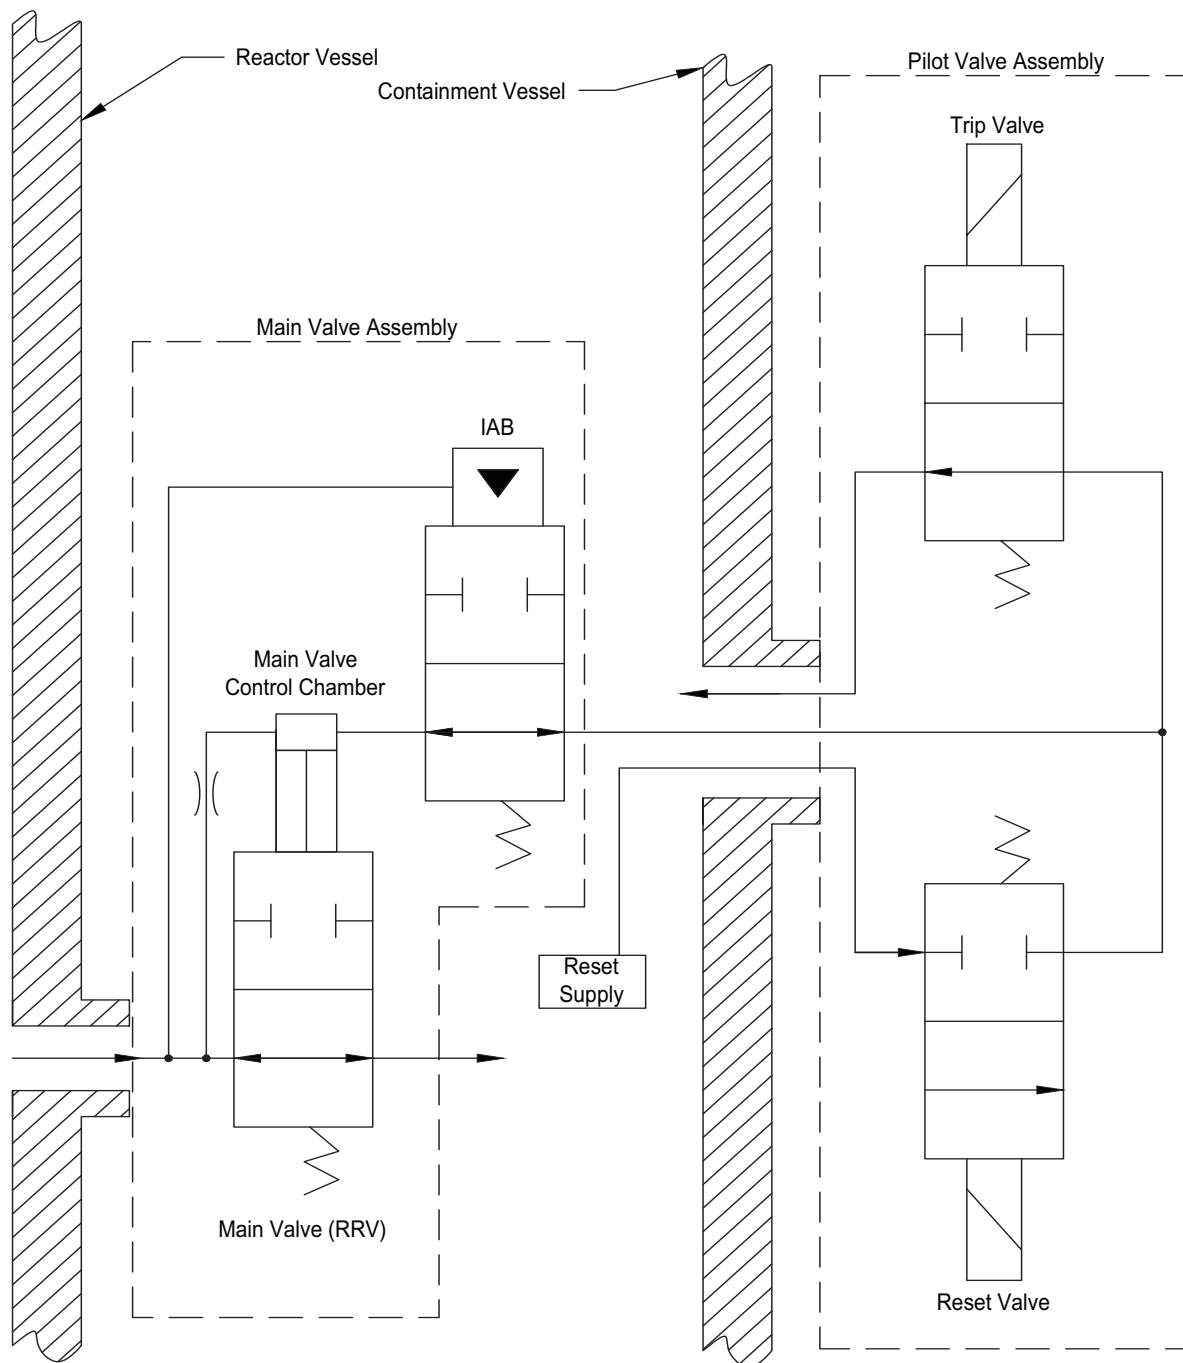 Reactor Vessel
Containment Vessel
Pilot Valve Assembly
Trip Valve
Main Valve Assembly
IAB
Main Valve
Control Chamber
Reset
Supply
Main Valve (RRV)
Reset Valve